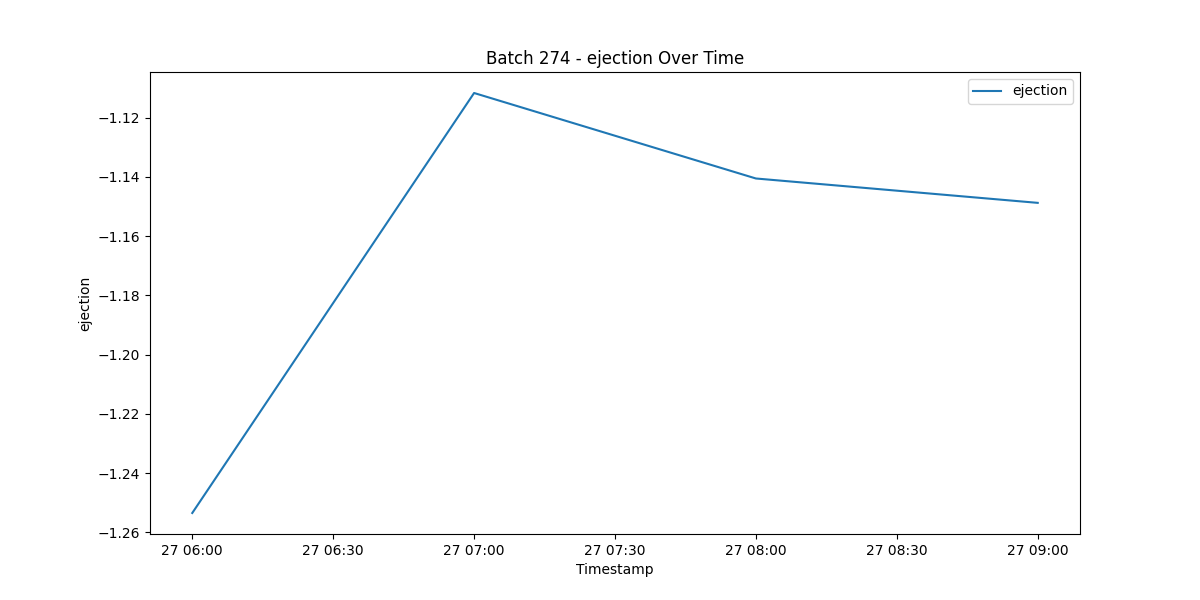 Batch 274 - ejection Over Time
ejection
−1.12
−1.14
−1.16
−1.18
−1.20
−1.22
−1.24
−1.26
ejection
27 06:00 27 06:30 27 07:00 27 07:30 27 08:00 27 08:30 27 09:00
Timestamp